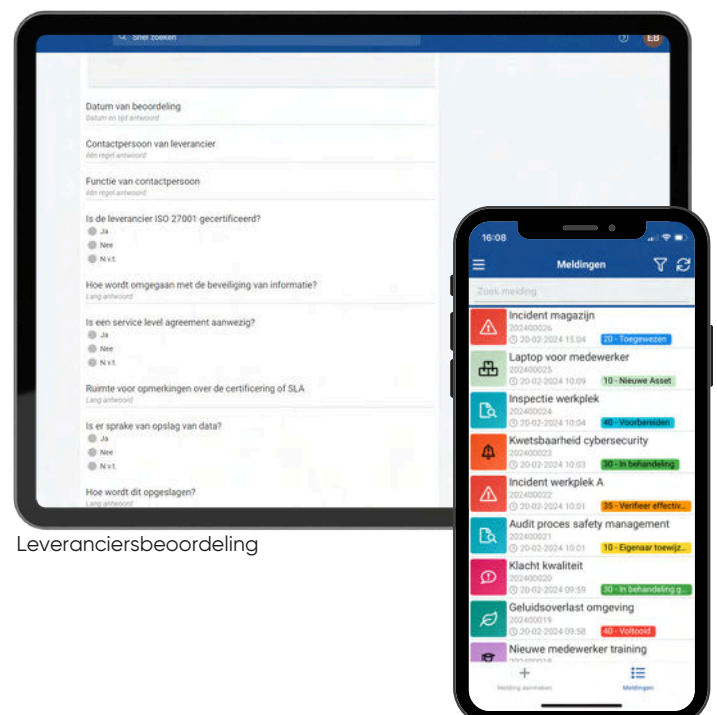 Snel zoeken
EB
Datum van beoordeling
Datum en tijd antwoord
Contactpersoon van leverancier
één regel antwoord
Functie van contactpersoon
één regel antwoord
Is de leverancier ISO 27001 gecertificeerd?
Ja
Nee
N.v.t.
Hoe wordt omgegaan met de beveiliging van informatie?
Lang antwoord
Is een service level agreement aanwezig?
Ja
Nee
N.v.t.
Ruimte voor opmerkingen over de certificering of SLA
Lang antwoord
Is er sprake van opslag van data?
Ja
Nee
N.v.t.
Hoe wordt dit opgeslagen?
Lang antwoord
Leveranciersbeoordeling
16:08
Meldingen
Zoek melding
Incident magazijn
202400026
20-02-2024 15:04 20 - Toegewezen
Laptop voor medewerker
202400025
20-02-2024 10:09 10 - Nieuwe Asset
Inspectie werkplek
202400024
20-02-2024 10:04 40 - Voorbereiden
Kwetsbaarheid cybersecurity
202400023
20-02-2024 10:03 30 - In behandeling
Incident werkplek A
202400022
20-02-2024 10:01 35 - Verifieer effectiv...
Audit proces safety management
202400021
20-02-2024 10:01 10 - Eigenaar toewijz...
Klacht kwaliteit
202400020
20-02-2024 09:59 30 - In behandeling g...
Geluidsoverlast omgeving
202400019
20-02-2024 09:58 40 - Voltooid
Nieuwe medewerker training
202400018
Melding aanmaken
Meldingen